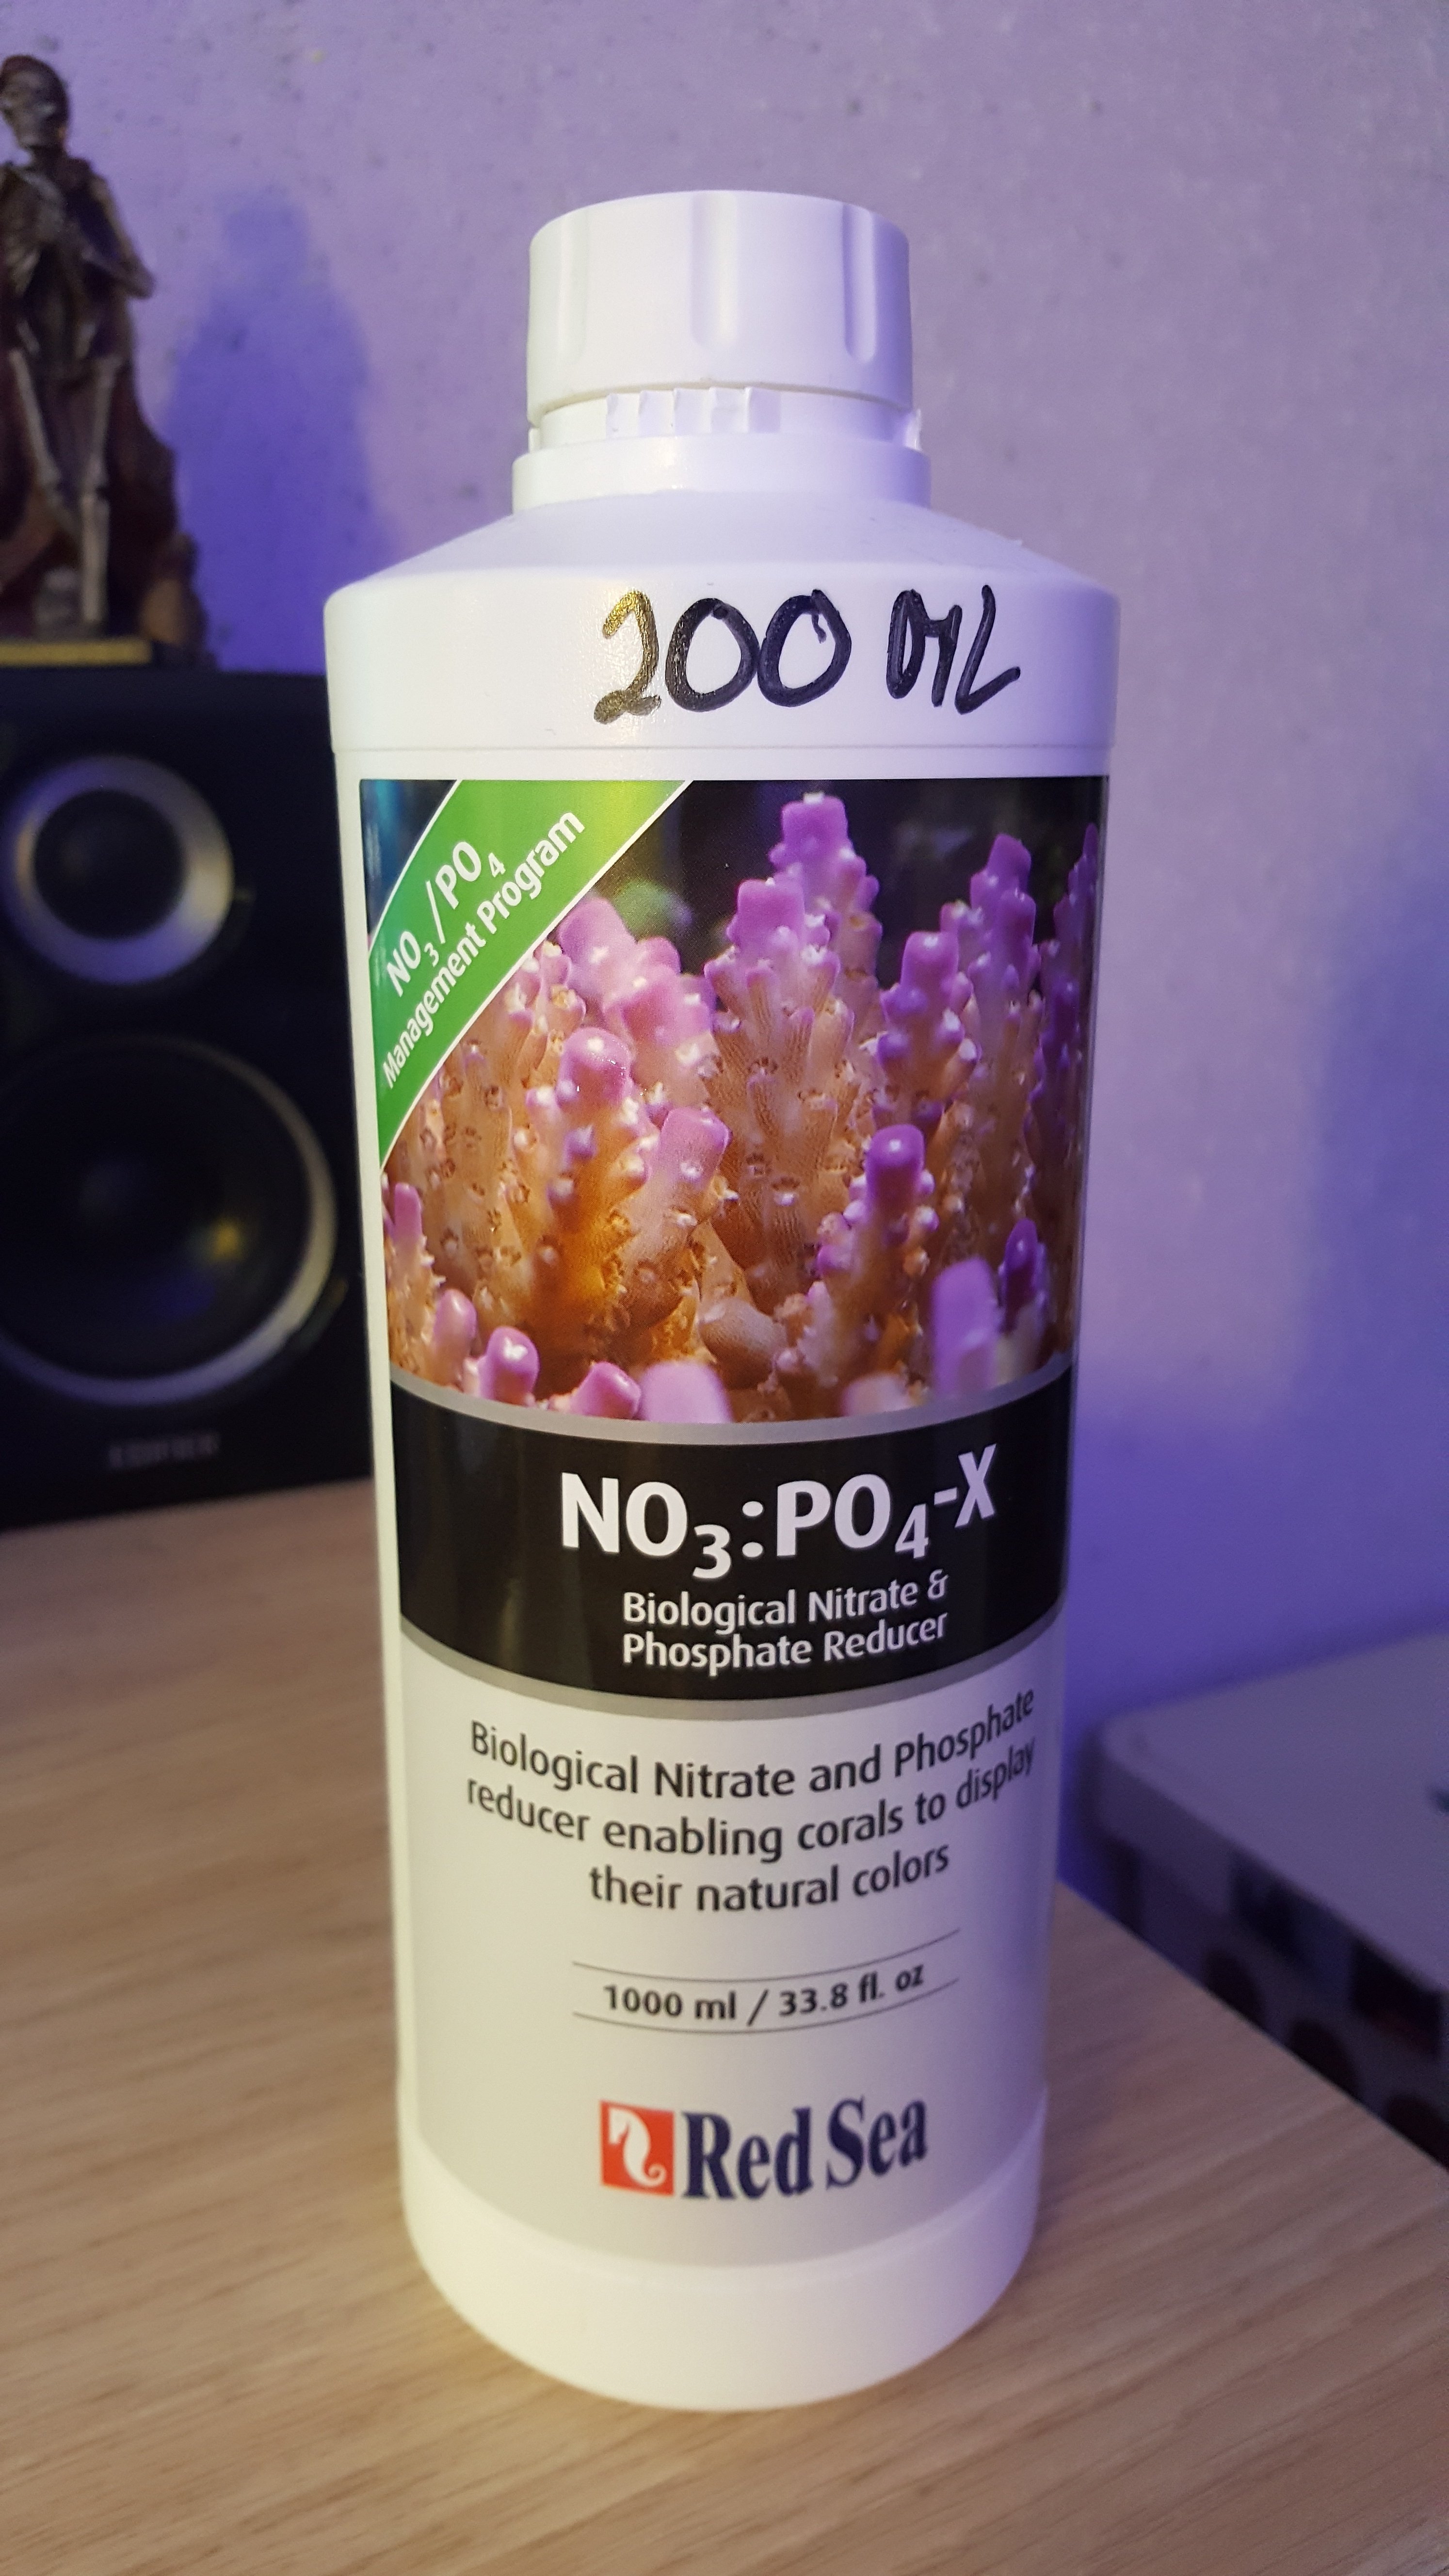 200 ML
NO₃/PO₄
Management Program
NO₃:PO₄-X
Biological Nitrate &
Phosphate Reducer
Biological Nitrate and Phosphate
reducer enabling corals to display
their natural colors
1000 ml / 33.8 fl. oz
Red Sea
EDIFIER